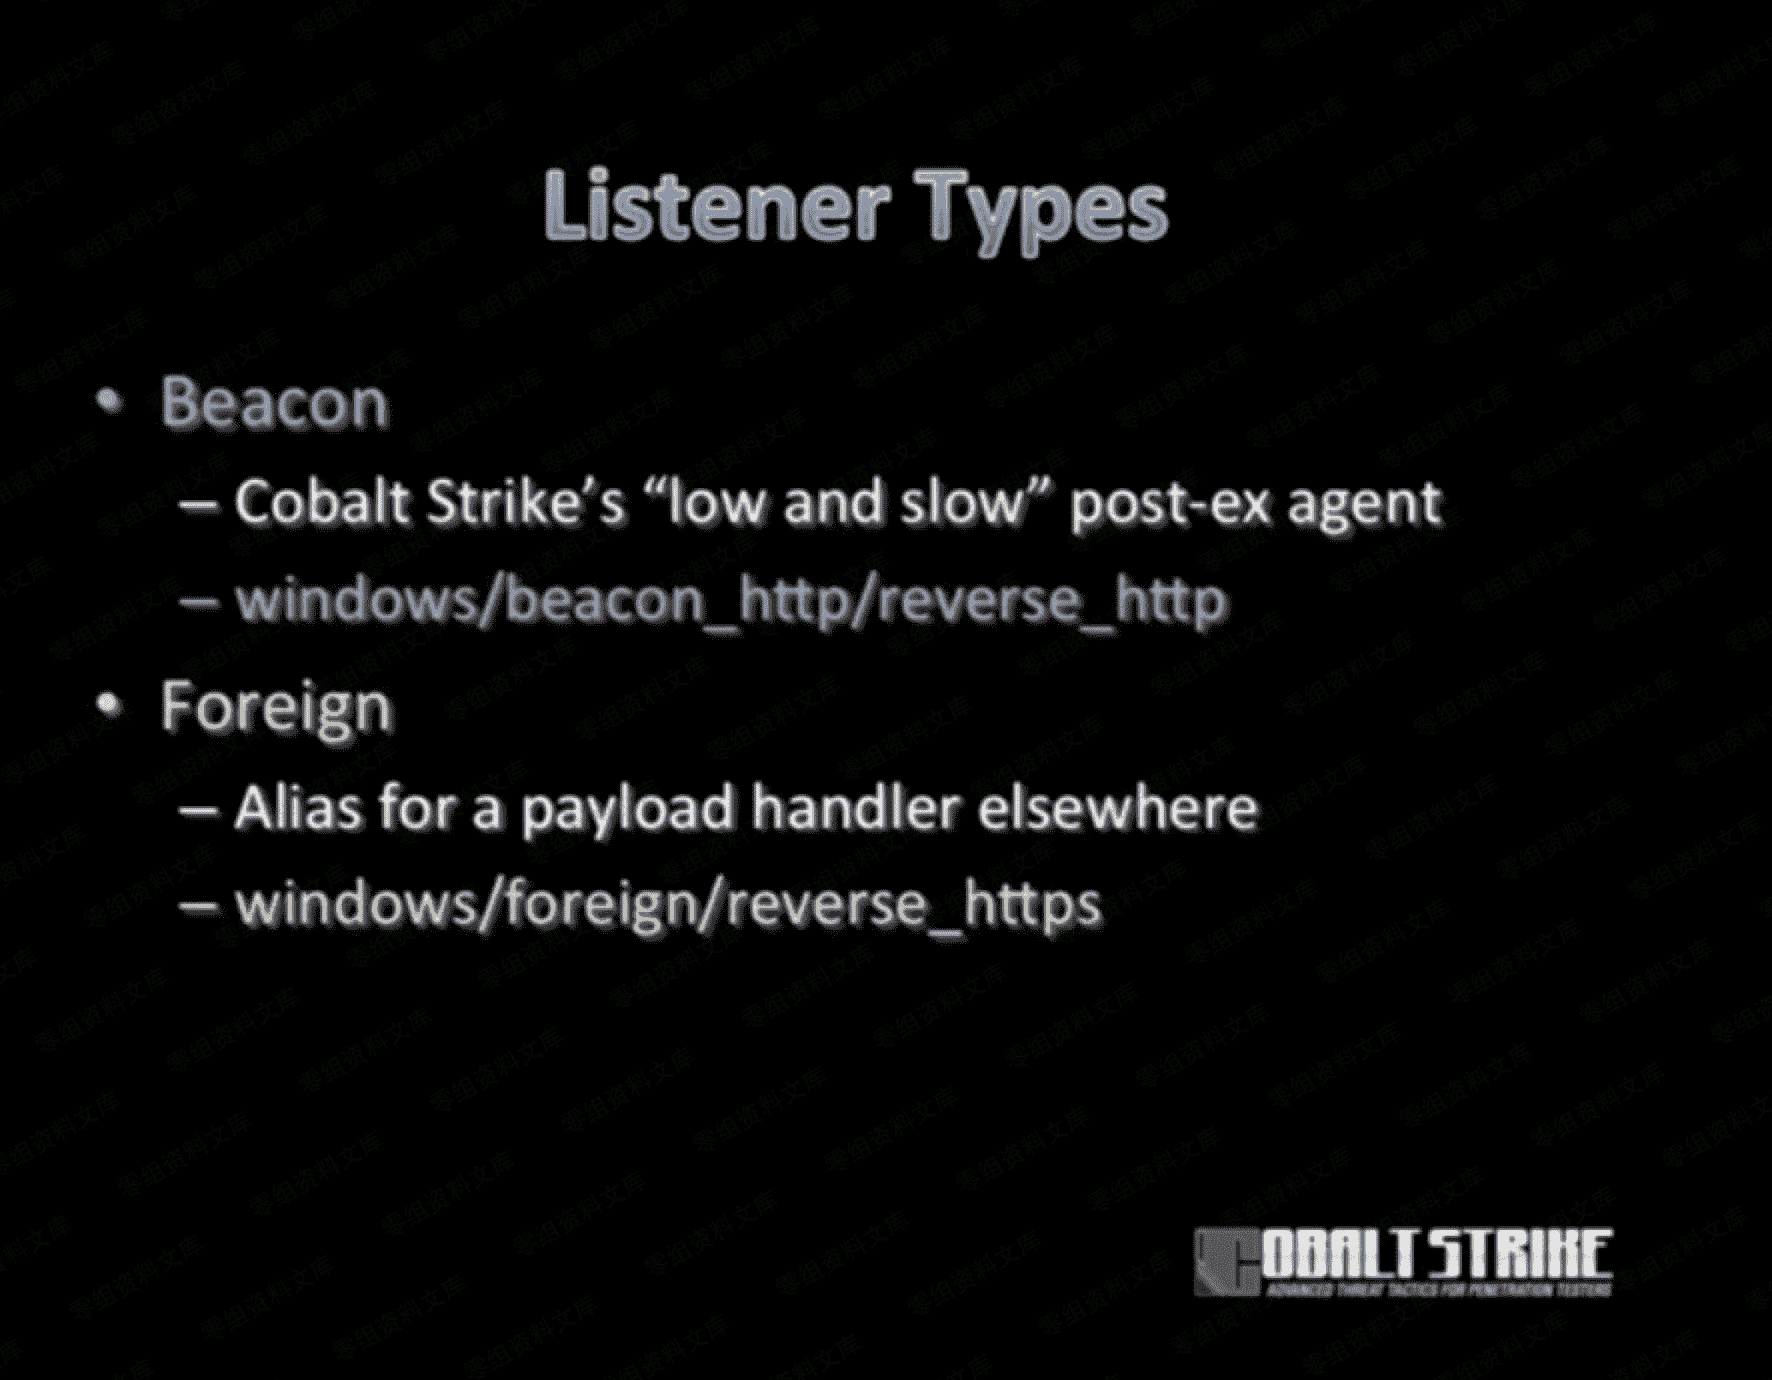 Listener Types
• Beacon
– Cobalt Strike’s “low and slow” post-ex agent
– windows/beacon_http/reverse_http
• Foreign
– Alias for a payload handler elsewhere
– windows/foreign/reverse_https
COBALT STRIKE
ADVANCED THREAT TACTICS FOR PENETRATION TESTERS
零组资料文库